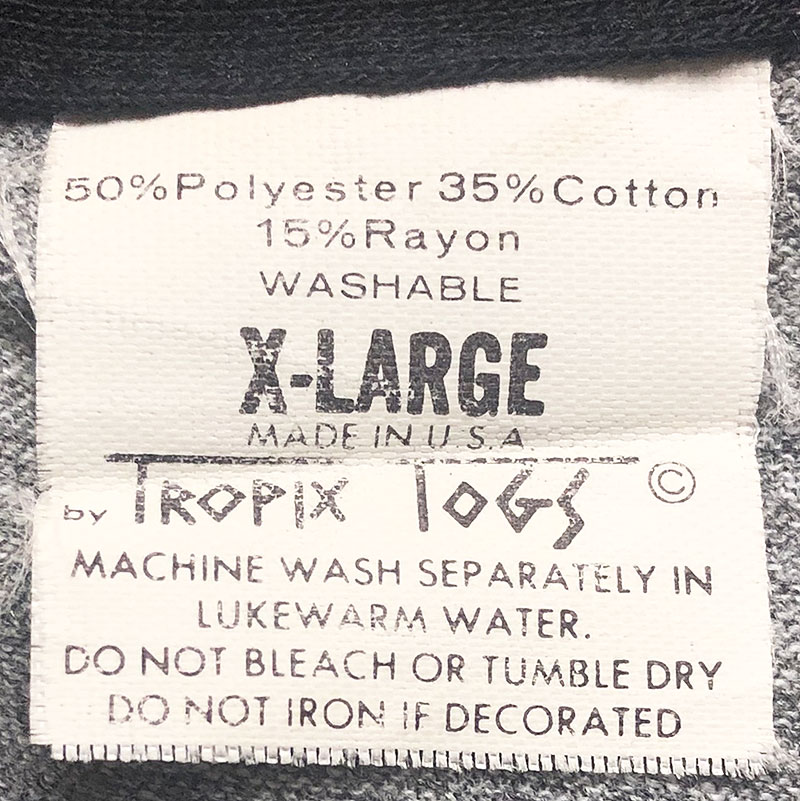 50%Polyester 35%Cotton
15%Rayon
WASHABLE
X-LARGE
MADE IN U.S.A
by TROPIX TOGS ©
MACHINE WASH SEPARATELY IN
LUKEWARM WATER.
DO NOT BLEACH OR TUMBLE DRY
DO NOT IRON IF DECORATED